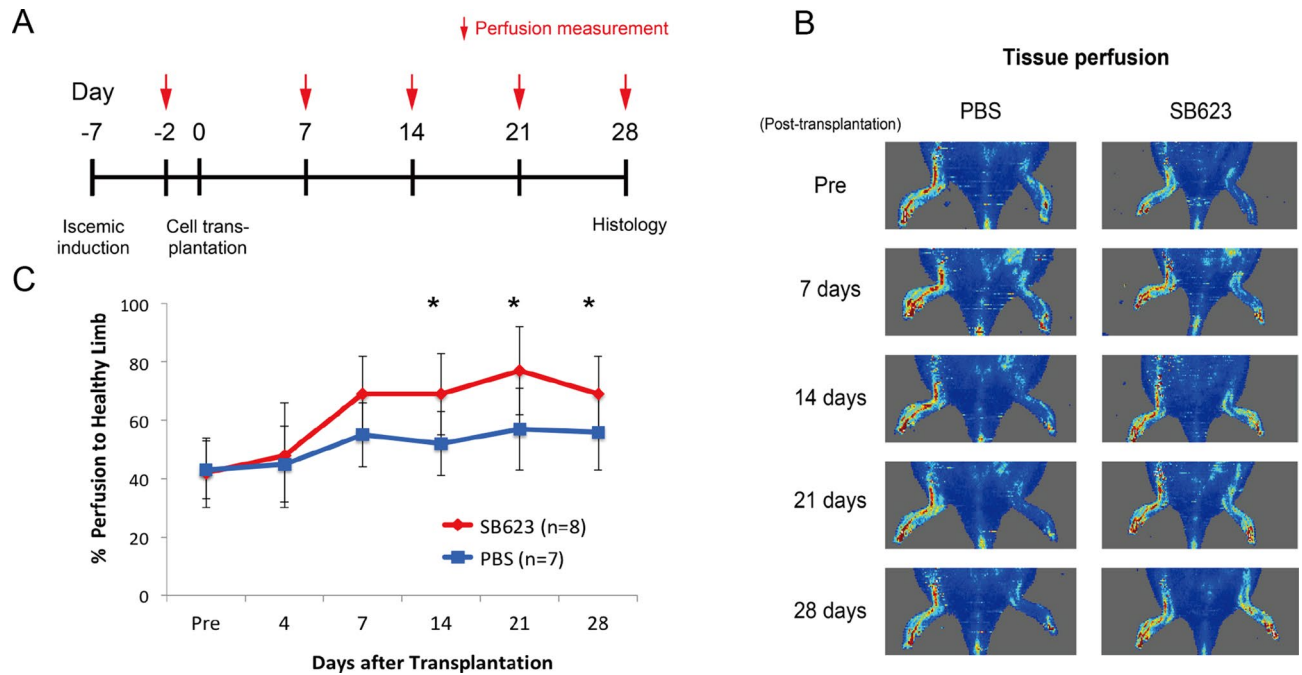 A
Perfusion measurement
Day
-7 -2 0 7 14 21 28
Iscemic
induction
Cell trans-
plantation
Histology
B
Tissue perfusion
(Post-transplantation) PBS SB623
Pre
7 days
14 days
21 days
28 days
C
% Perfusion to Healthy Limb
100
80
60
40
20
0
* * *
SB623 (n=8)
PBS (n=7)
Pre 4 7 14 21 28
Days after Transplantation